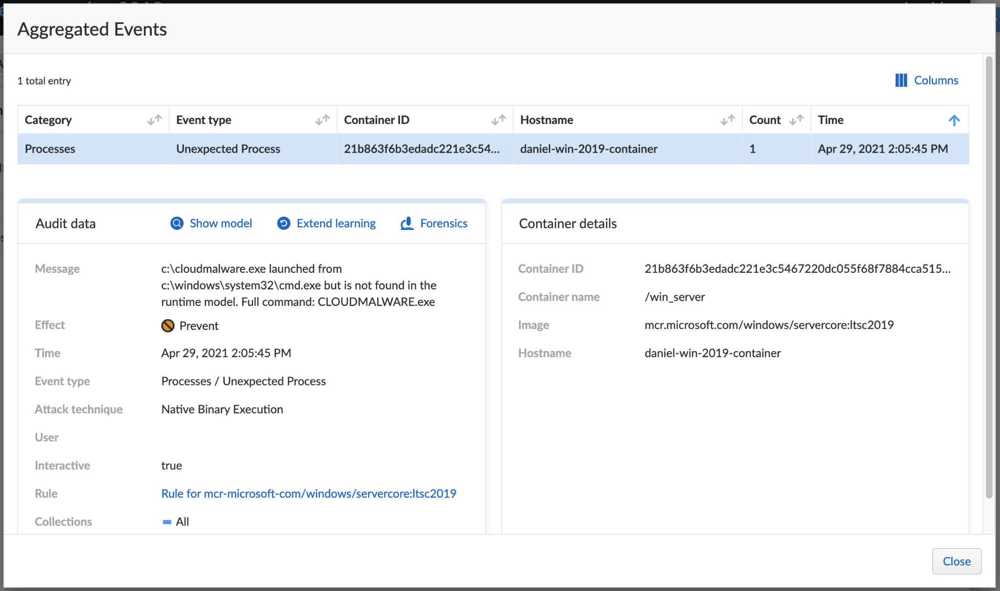 Aggregated Events
1 total entry
Columns
Category Event type Container ID Hostname Count Time
Processes Unexpected Process 21b863f6b3edadc221e3c54... daniel-win-2019-container 1 Apr 29, 2021 2:05:45 PM
Audit data Show model Extend learning Forensics
Message c:\cloudmalware.exe launched from
c:\windows\system32\cmd.exe but is not found in the
runtime model. Full command: CLOUDMALWARE.exe
Effect Prevent
Time Apr 29, 2021 2:05:45 PM
Event type Processes / Unexpected Process
Attack technique Native Binary Execution
User
Interactive true
Rule Rule for mcr-microsoft-com/windows/servercore:ltsc2019
Collections All
Container details
Container ID 21b863f6b3edadc221e3c5467220dc055f68f7884cca515...
Container name /win_server
Image mcr.microsoft.com/windows/servercore:ltsc2019
Hostname daniel-win-2019-container
Close